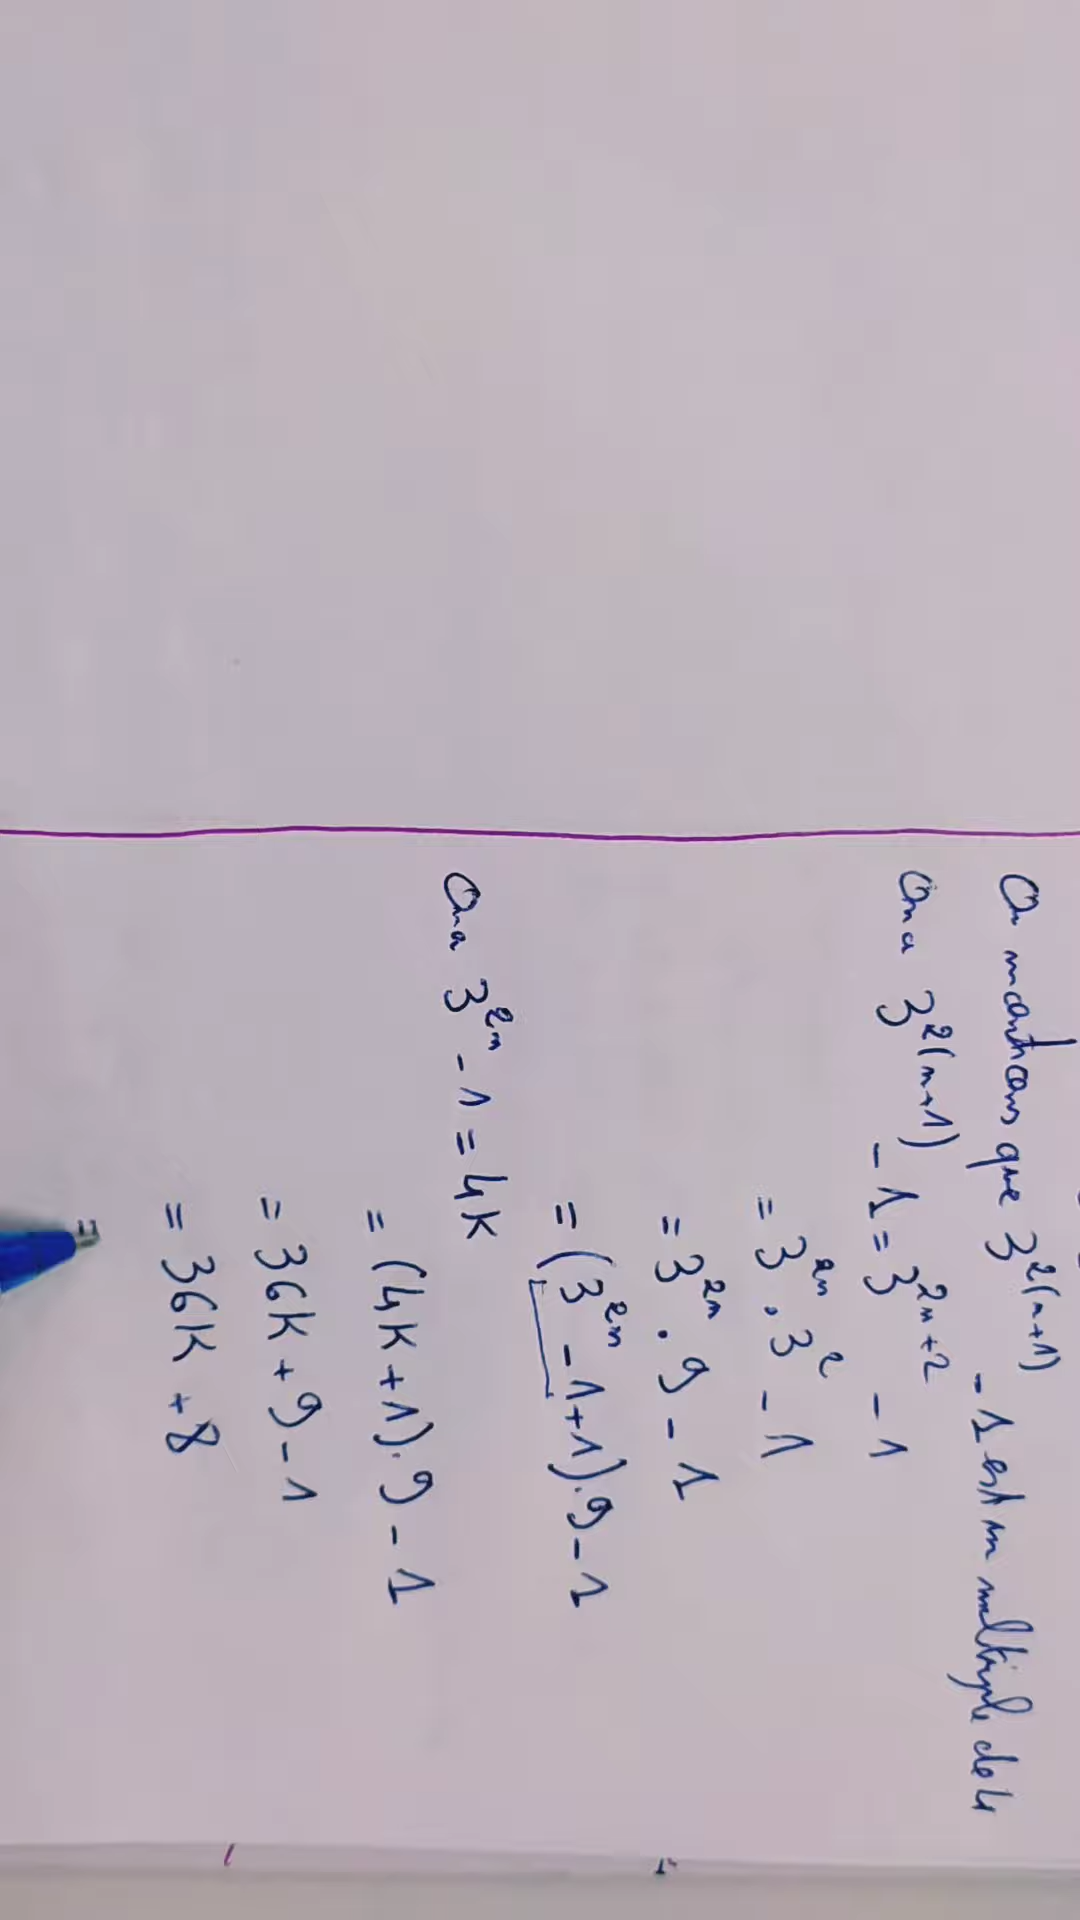 On montrons que 3^{2(n+1)} - 1 est un multiple de 4
On a 3^{2(n+1)} - 1 = 3^{2n+2} - 1
= 3^{2n} . 3^2 - 1
= 3^{2n} . 9 - 1
= (3^{2n} - 1 + 1) . 9 - 1
On a 3^{2n} - 1 = 4K
= (4K + 1) . 9 - 1
= 36K + 9 - 1
= 36K + 8
=